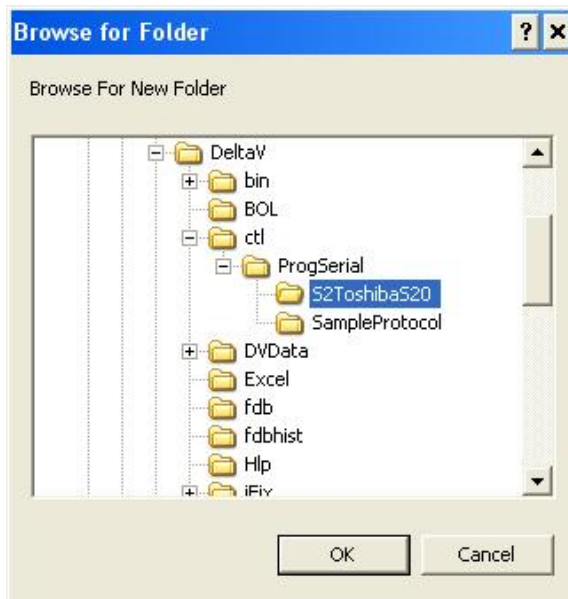 Browse for Folder
Browse For New Folder
DeltaV
bin
BOL
ctl
ProgSerial
S2ToshibaS20
SampleProtocol
DVData
Excel
fdb
fdbhist
Hlp
iFix
OK Cancel